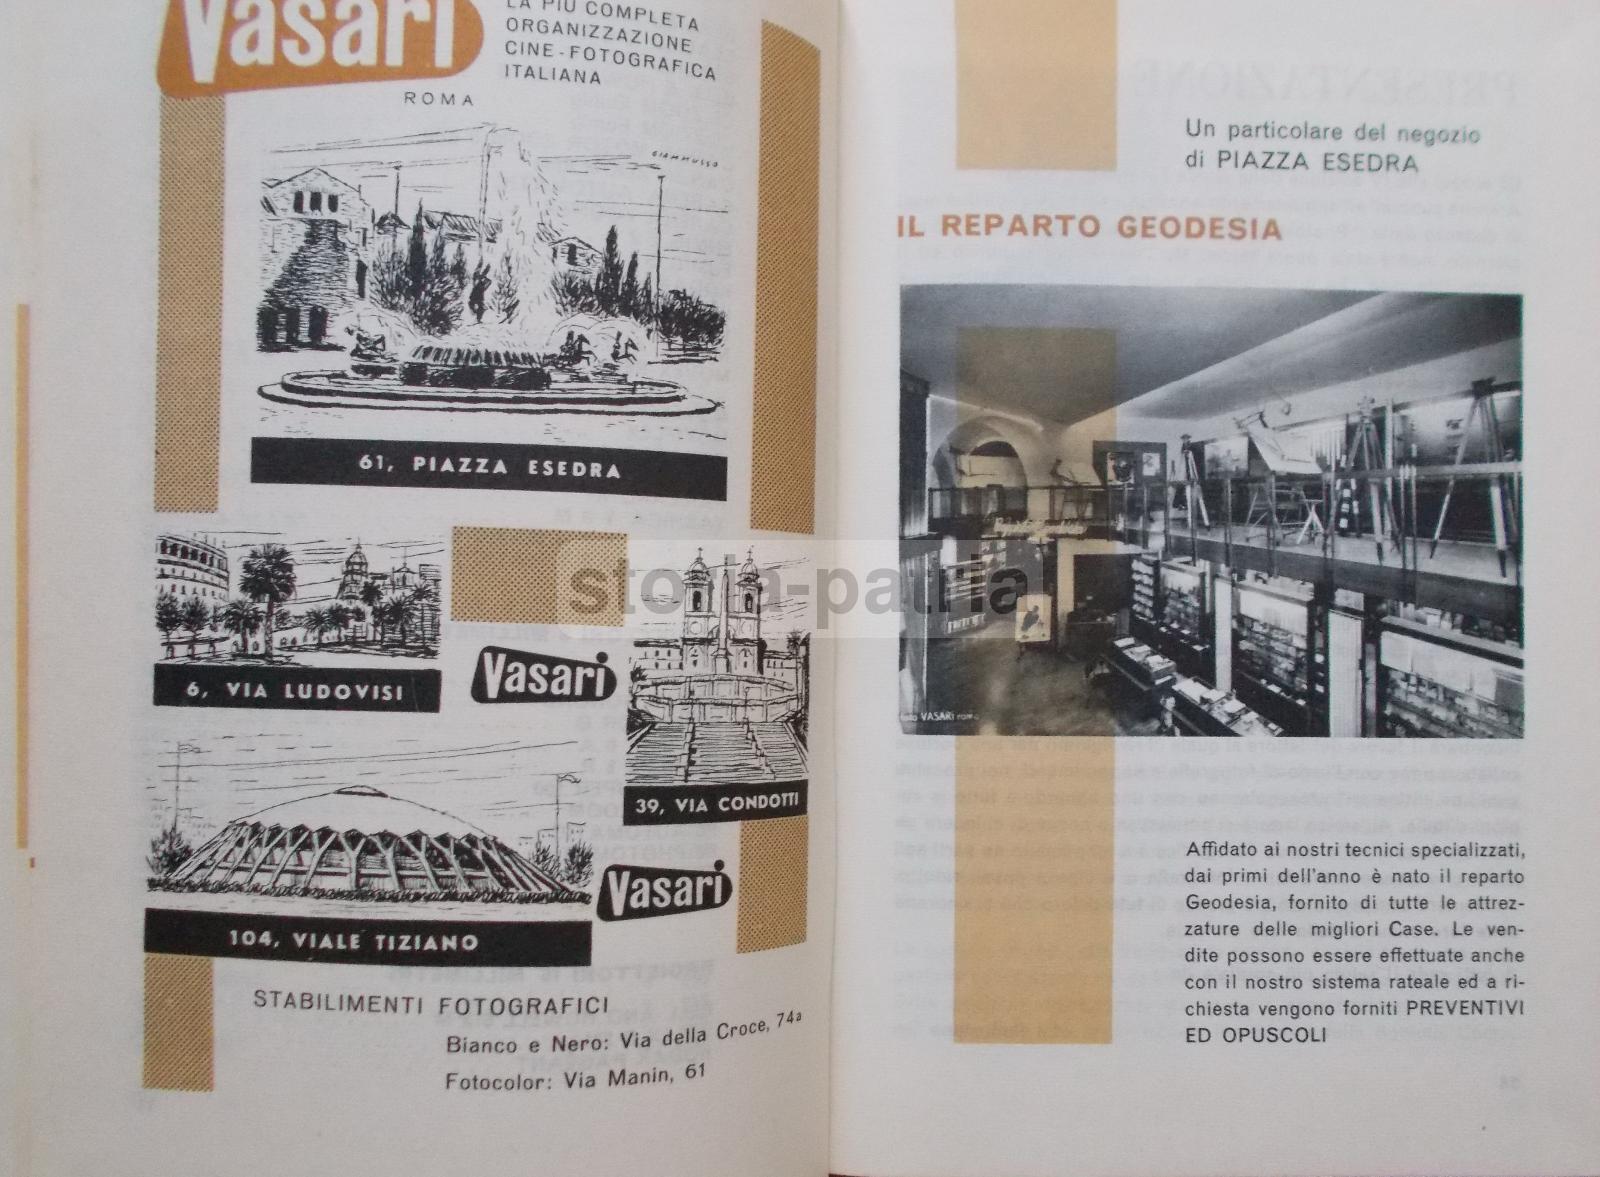 Vasari
LA PIÙ COMPLETA
ORGANIZZAZIONE
CINE-FOTOGRAFICA
ITALIANA
ROMA
GIAMMUSSO
61, PIAZZA ESEDRA
6, VIA LUDOVISI
Vasari
39, VIA CONDOTTI
Vasari
104, VIALE TIZIANO
STABILIMENTI FOTOGRAFICI
Bianco e Nero: Via della Croce, 74a
Fotocolor: Via Manin, 61
storia-patria
Un particolare del negozio
di PIAZZA ESEDRA
IL REPARTO GEODESIA
foto VASARI roma
Affidato ai nostri tecnici specializzati,
dai primi dell'anno è nato il reparto
Geodesia, fornito di tutte le attrez-
zature delle migliori Case. Le ven-
dite possono essere effettuate anche
con il nostro sistema rateale ed a ri-
chiesta vengono forniti PREVENTIVI
ED OPUSCOLI